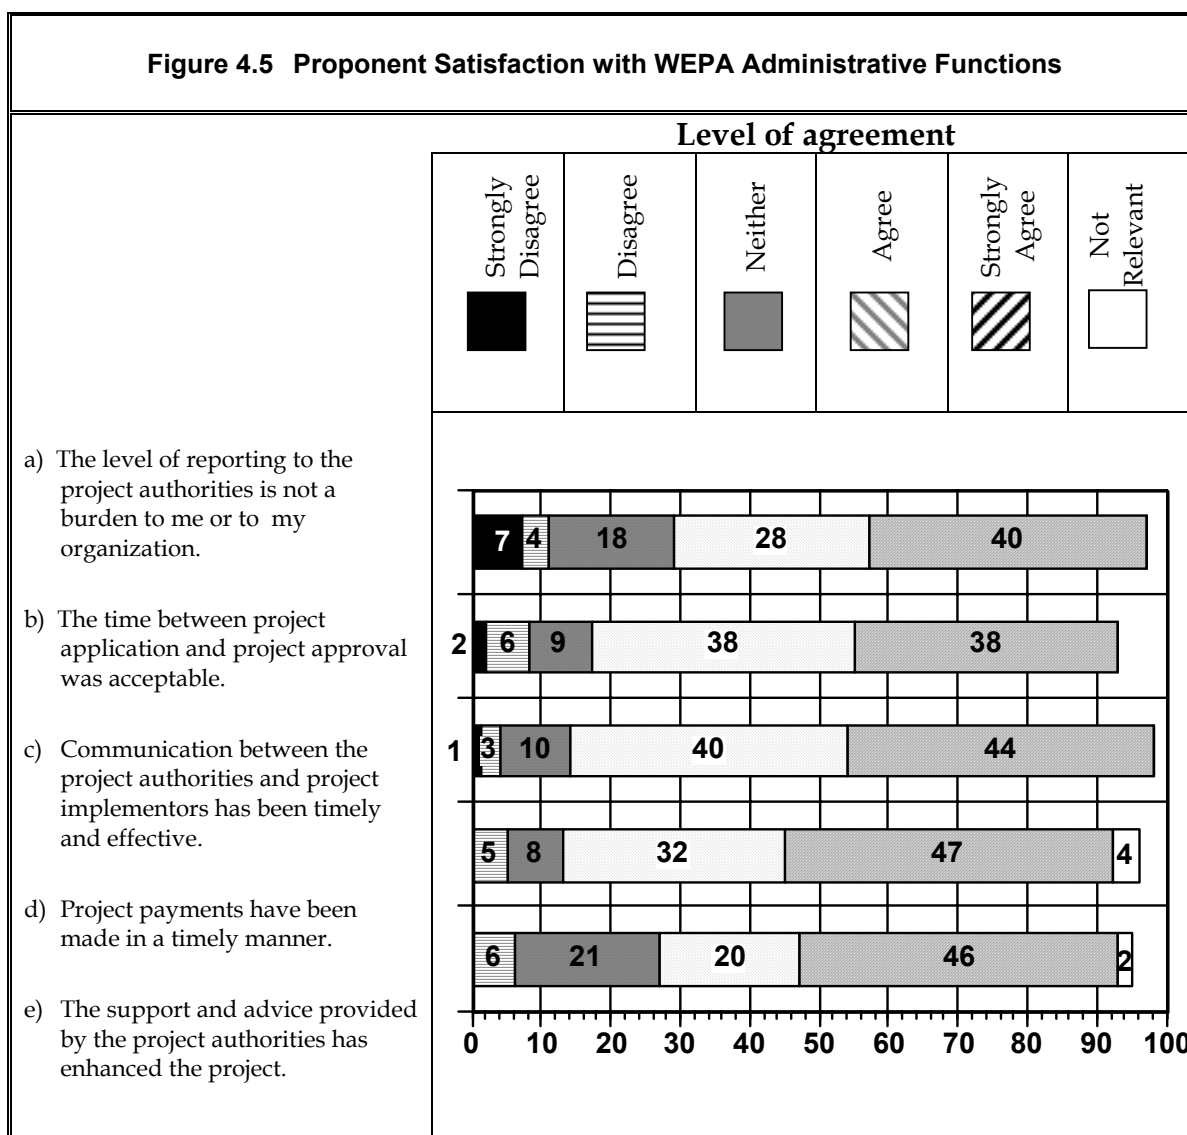 Figure 4.5 Proponent Satisfaction with WEPA Administrative Functions
Level of agreement
Strongly
Disagree
Disagree
Neither
Agree
Strongly
Agree
Not
Relevant
a) The level of reporting to the
project authorities is not a
burden to me or to my
organization.
b) The time between project
application and project approval
was acceptable.
c) Communication between the
project authorities and project
implementors has been timely
and effective.
d) Project payments have been
made in a timely manner.
e) The support and advice provided
by the project authorities has
enhanced the project.
7 4 18 28 40
2 6 9 38 38
1 3 10 40 44
5 8 32 47 4
6 21 20 46 2
0 10 20 30 40 50 60 70 80 90 100